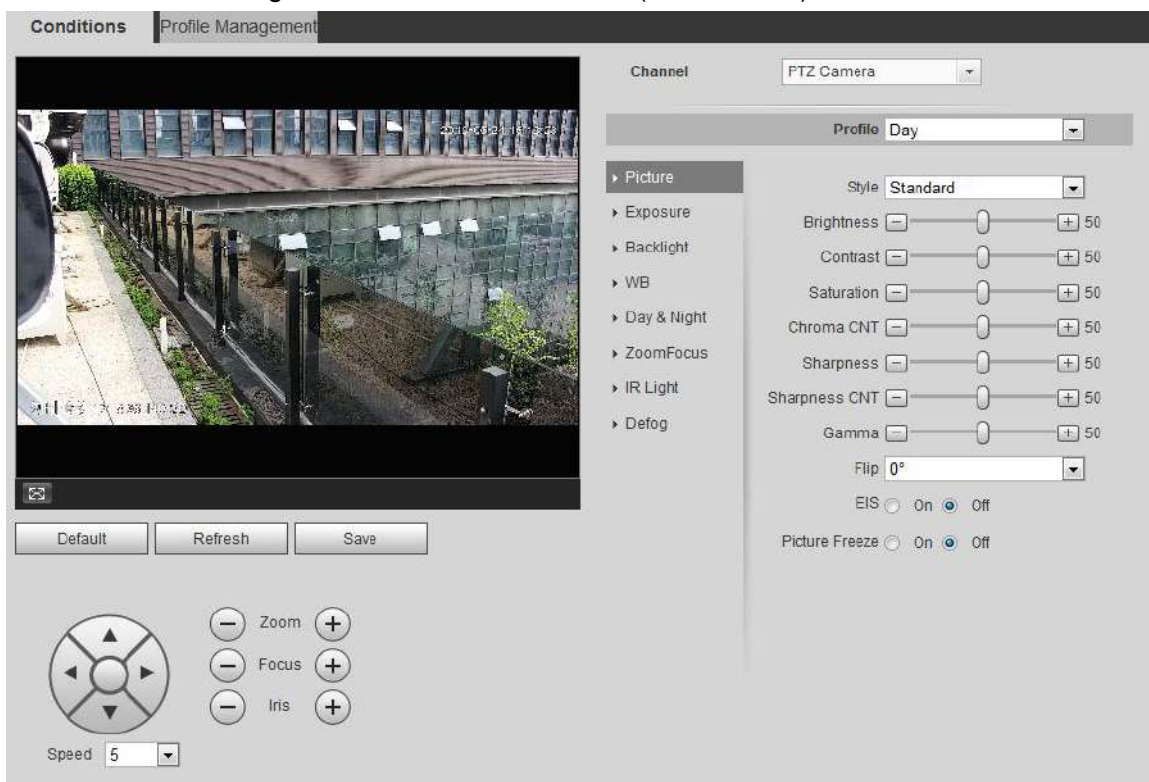 Conditions Profile Management
Channel PTZ Camera
Profile Day
Picture
Exposure
Backlight
WB
Day & Night
ZoomFocus
IR Light
Defog
Style Standard
Brightness 50
Contrast 50
Saturation 50
Chroma CNT 50
Sharpness 50
Sharpness CNT 50
Gamma 50
Flip 0°
EIS On Off
Picture Freeze On Off
Default Refresh Save
Zoom
Focus
Iris
Speed 5